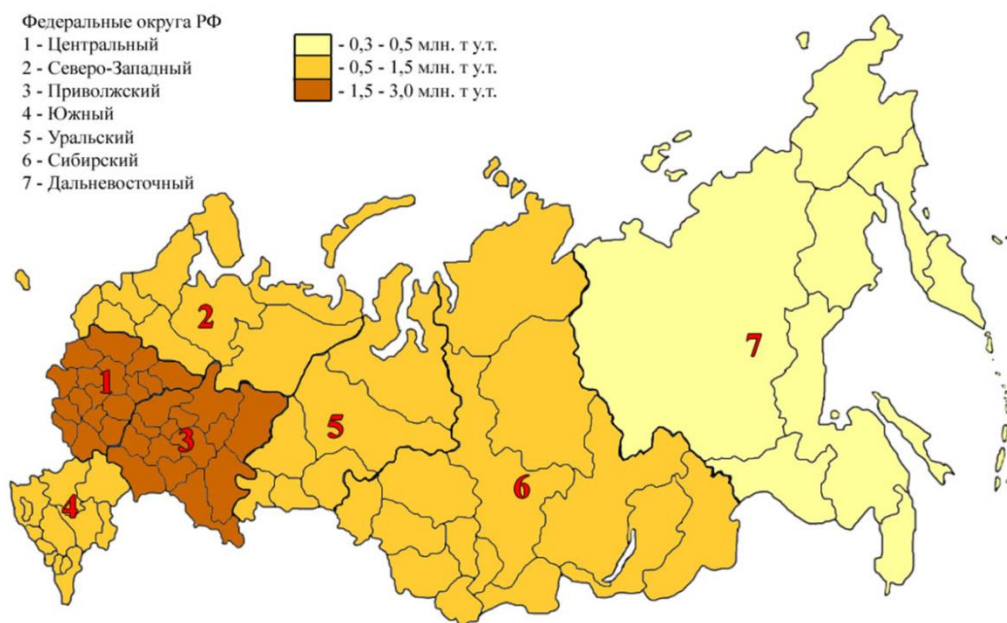 Федеральные округа РФ
1 - Центральный
2 - Северо-Западный
3 - Приволжский
4 - Южный
5 - Уральский
6 - Сибирский
7 - Дальневосточный
- 0,3 - 0,5 млн. т у.т.
- 0,5 - 1,5 млн. т у.т.
- 1,5 - 3,0 млн. т у.т.
2
7
1
5
3
6
4